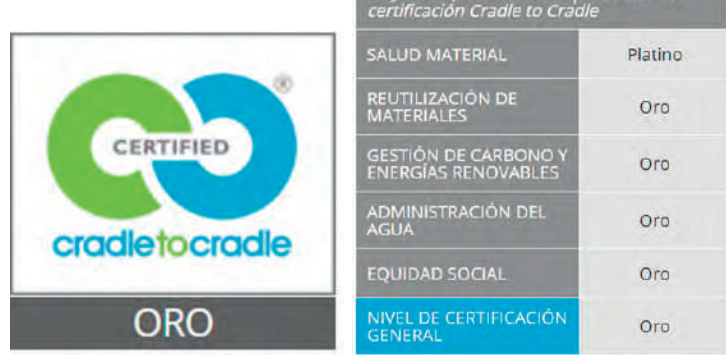 CERTIFIED
®
cradletocradle
ORO
certificación Cradle to Cradle
SALUD MATERIAL
Platino
REUTILIZACIÓN DE
MATERIALES
Oro
GESTIÓN DE CARBONO Y
ENERGÍAS RENOVABLES
Oro
ADMINISTRACIÓN DEL
AGUA
Oro
EQUIDAD SOCIAL
Oro
NIVEL DE CERTIFICACIÓN
GENERAL
Oro